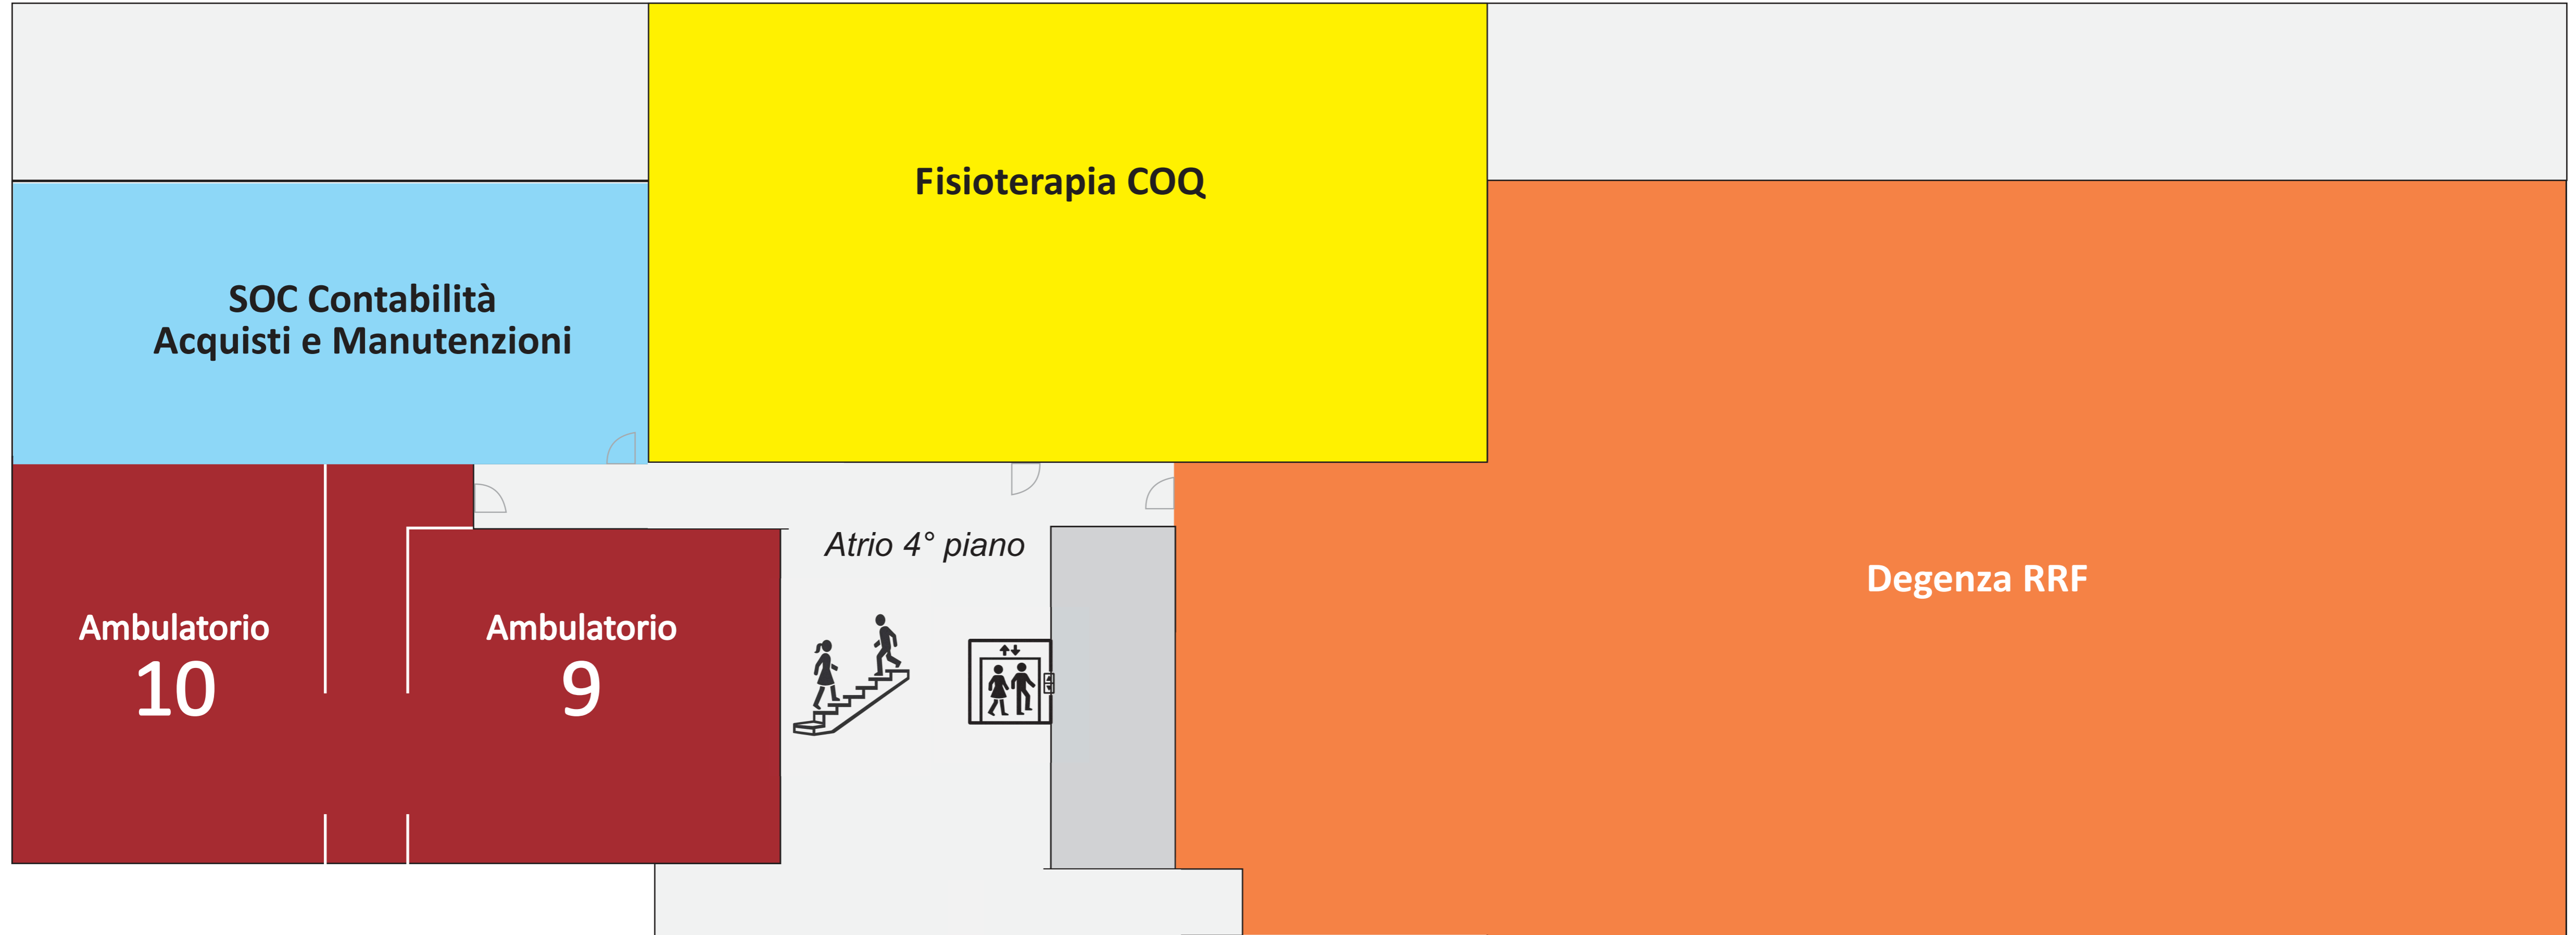 Fisioterapia COQ
SOC Contabilità
Acquisti e Manutenzioni
Atrio 4° piano
Degenza RRF
Ambulatorio
10
Ambulatorio
9